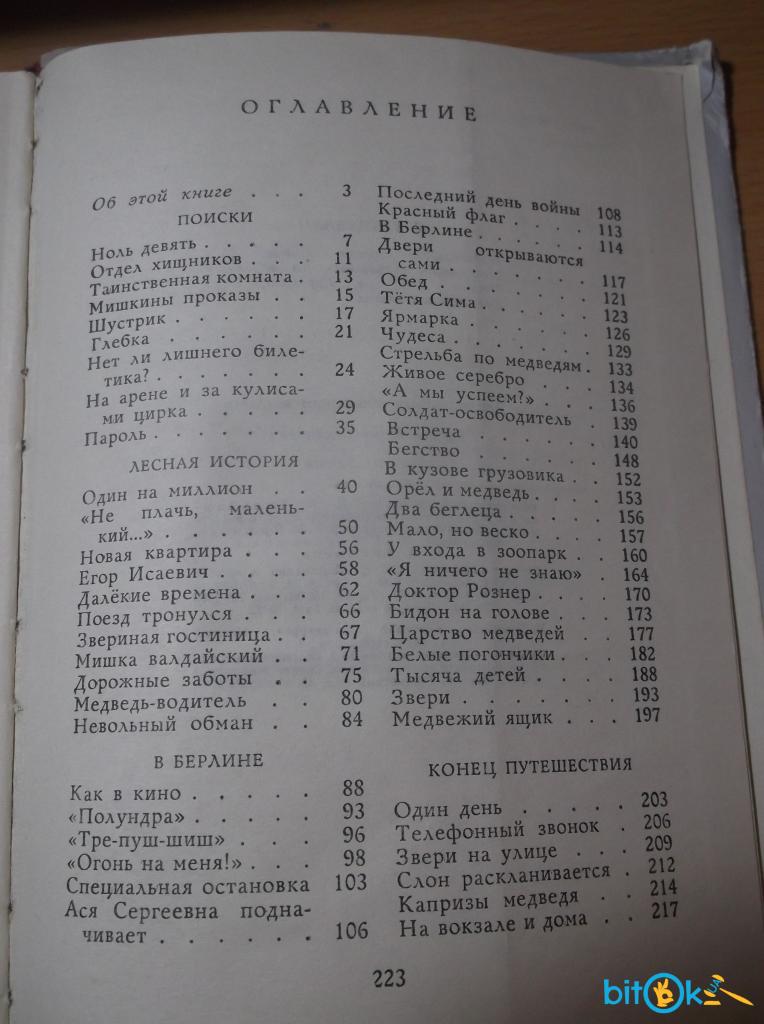 ОГЛАВЛЕНИЕ
Об этой книге . . . 3
ПОИСКИ
Ноль девять . . . . . 7
Отдел хищников . . . 11
Таинственная комната . 13
Мишкины проказы . . 15
Шустрик . . . . . . 17
Глебка . . . . . . 21
Нет ли лишнего биле-
тика? . . . . . . . 24
На арене и за кулиса-
ми цирка . . . . . 29
Пароль . . . . . . . 35
ЛЕСНАЯ ИСТОРИЯ
Один на миллион . . 40
«Не плачь, малень-
кий...» . . . . . . 50
Новая квартира . . . 56
Егор Исаевич . . . . 58
Далёкие времена . . . 62
Поезд тронулся . . . 66
Звериная гостиница . . 67
Мишка валдайский . . 71
Дорожные заботы . . 75
Медведь-водитель . . 80
Невольный обман . . 84
В БЕРЛИНЕ
Как в кино . . . . . 88
«Полундра» . . . . . 93
«Тре-пуш-шиш» . . . 96
«Огонь на меня!» . . . 98
Специальная остановка 103
Ася Сергеевна подна-
чивает . . . . . . 106
Последний день войны 108
Красный флаг . . . . 113
В Берлине . . . . . . 114
Двери открываются
сами . . . . . . . 117
Обед . . . . . . . 121
Тётя Сима . . . . . 123
Ярмарка . . . . . . 126
Чудеса . . . . . . . 129
Стрельба по медведям . 133
Живое серебро . . . 134
«А мы успеем?» . . . 136
Солдат-освободитель . 139
Встреча . . . . . . 140
Бегство . . . . . . 148
В кузове грузовика . . 152
Орёл и медведь . . . . 153
Два беглеца . . . . . 156
Мало, но веско . . . . 157
У входа в зоопарк . . 160
«Я ничего не знаю» . 164
Доктор Рознер . . . . 170
Бидон на голове . . . 173
Царство медведей . . 177
Белые погончики . . . 182
Тысяча детей . . . . 188
Звери . . . . . . . 193
Медвежий ящик . . . 197
КОНЕЦ ПУТЕШЕСТВИЯ
Один день . . . . . 203
Телефонный звонок . 206
Звери на улице . . . 209
Слон раскланивается . 212
Капризы медведя . . 214
На вокзале и дома . . 217
223
bitok.ua